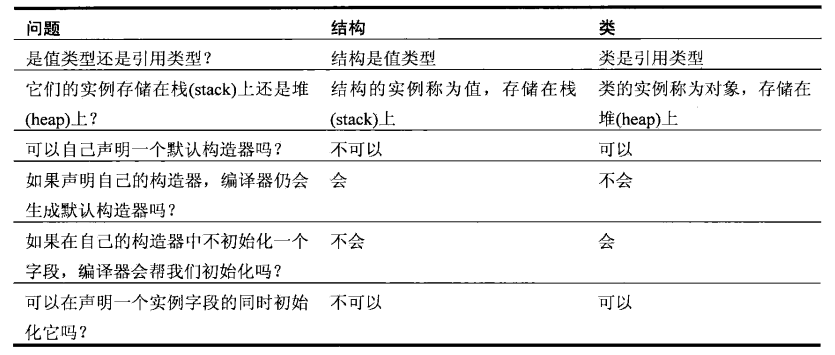 问题 结构 类
是值类型还是引用类型？ 结构是值类型 类是引用类型
它们的实例存储在栈(stack)上还是堆 结构的实例称为值，存储在栈 类的实例称为对象，存储在
(heap)上？ (stack)上 堆(heap)上
可以自己声明一个默认构造器吗？ 不可以 可以
如果声明自己的构造器，编译器仍会 会 不会
生成默认构造器吗？
如果在自己的构造器中不初始化一个 不会 会
字段，编译器会帮我们初始化吗？
可以在声明一个实例字段的同时初始 不可以 可以
化它吗？